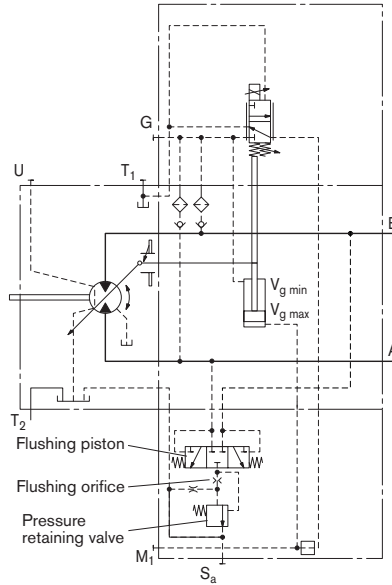 G
U
T1
B
Vg min
Vg max
A
T2
Flushing piston
Flushing orifice
Pressure
retaining valve
M1
Sa